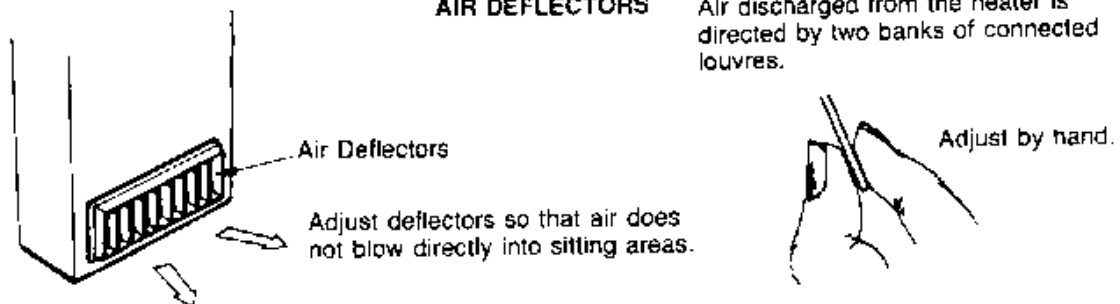 AIR DEFLECTORS
Air discharged from the heater is
directed by two banks of connected
louvres.
Air Deflectors
Adjust by hand.
Adjust deflectors so that air does
not blow directly into sitting areas.